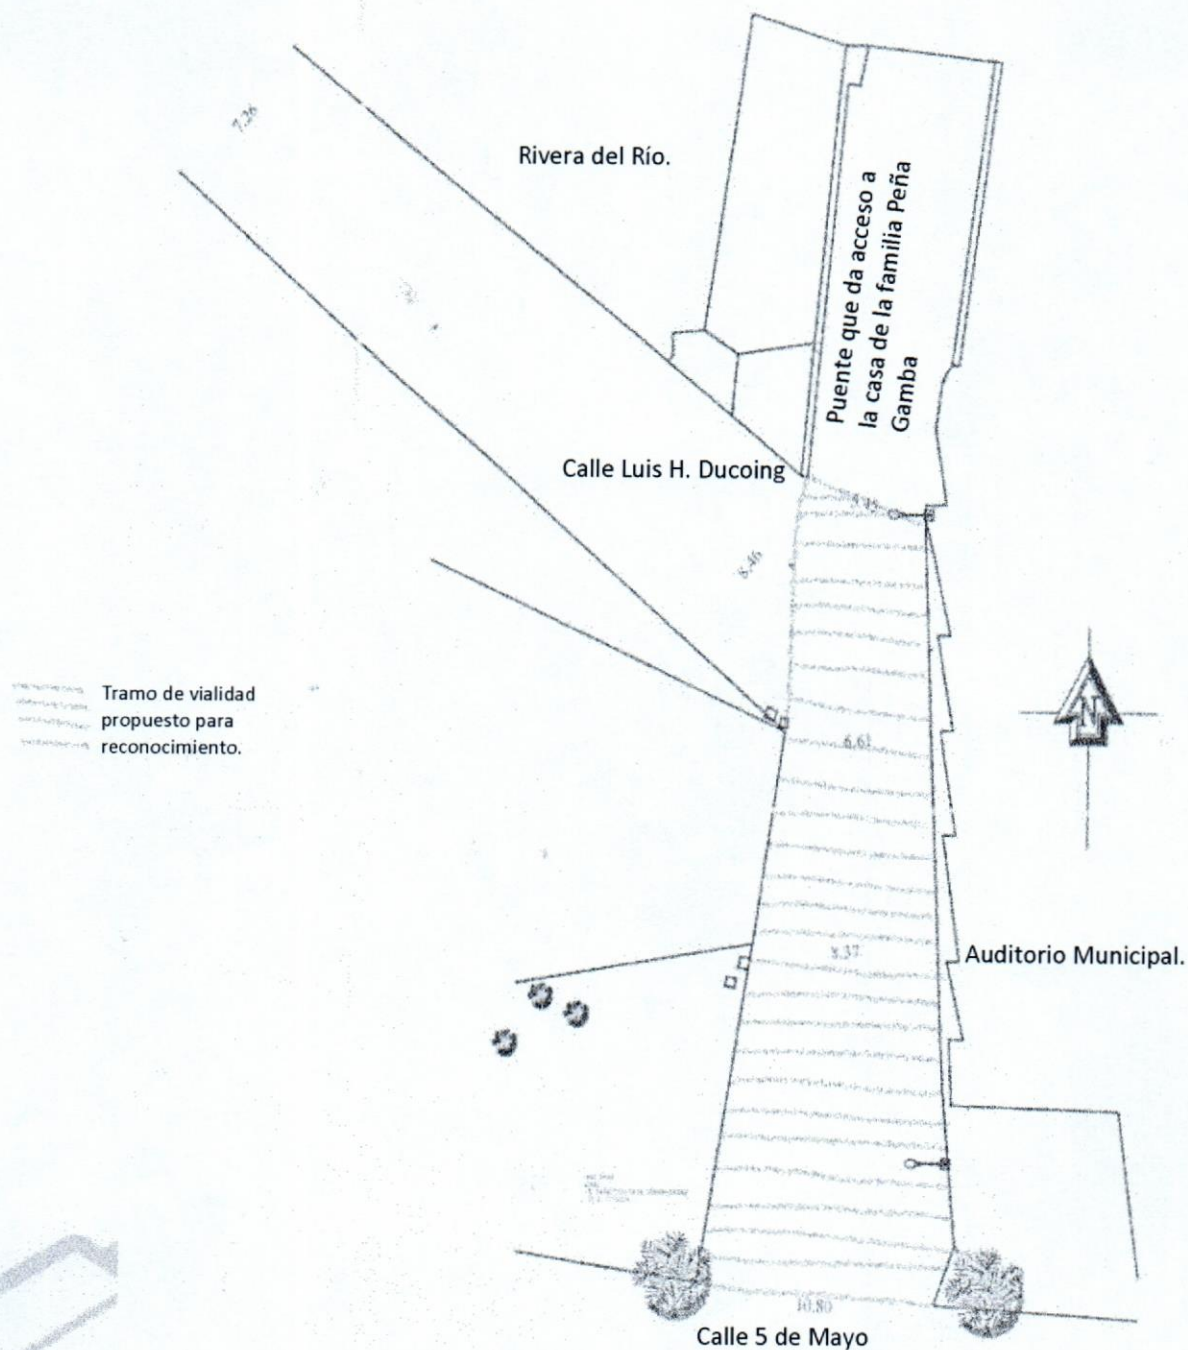 7.26
Rivera del Río.
Puente que da acceso a
la casa de la familia Peña
Gamba
Calle Luis H. Ducoing
8.46
Tramo de vialidad
propuesto para
reconocimiento.
N
6.61
8.37
Auditorio Municipal.
10.80
Calle 5 de Mayo